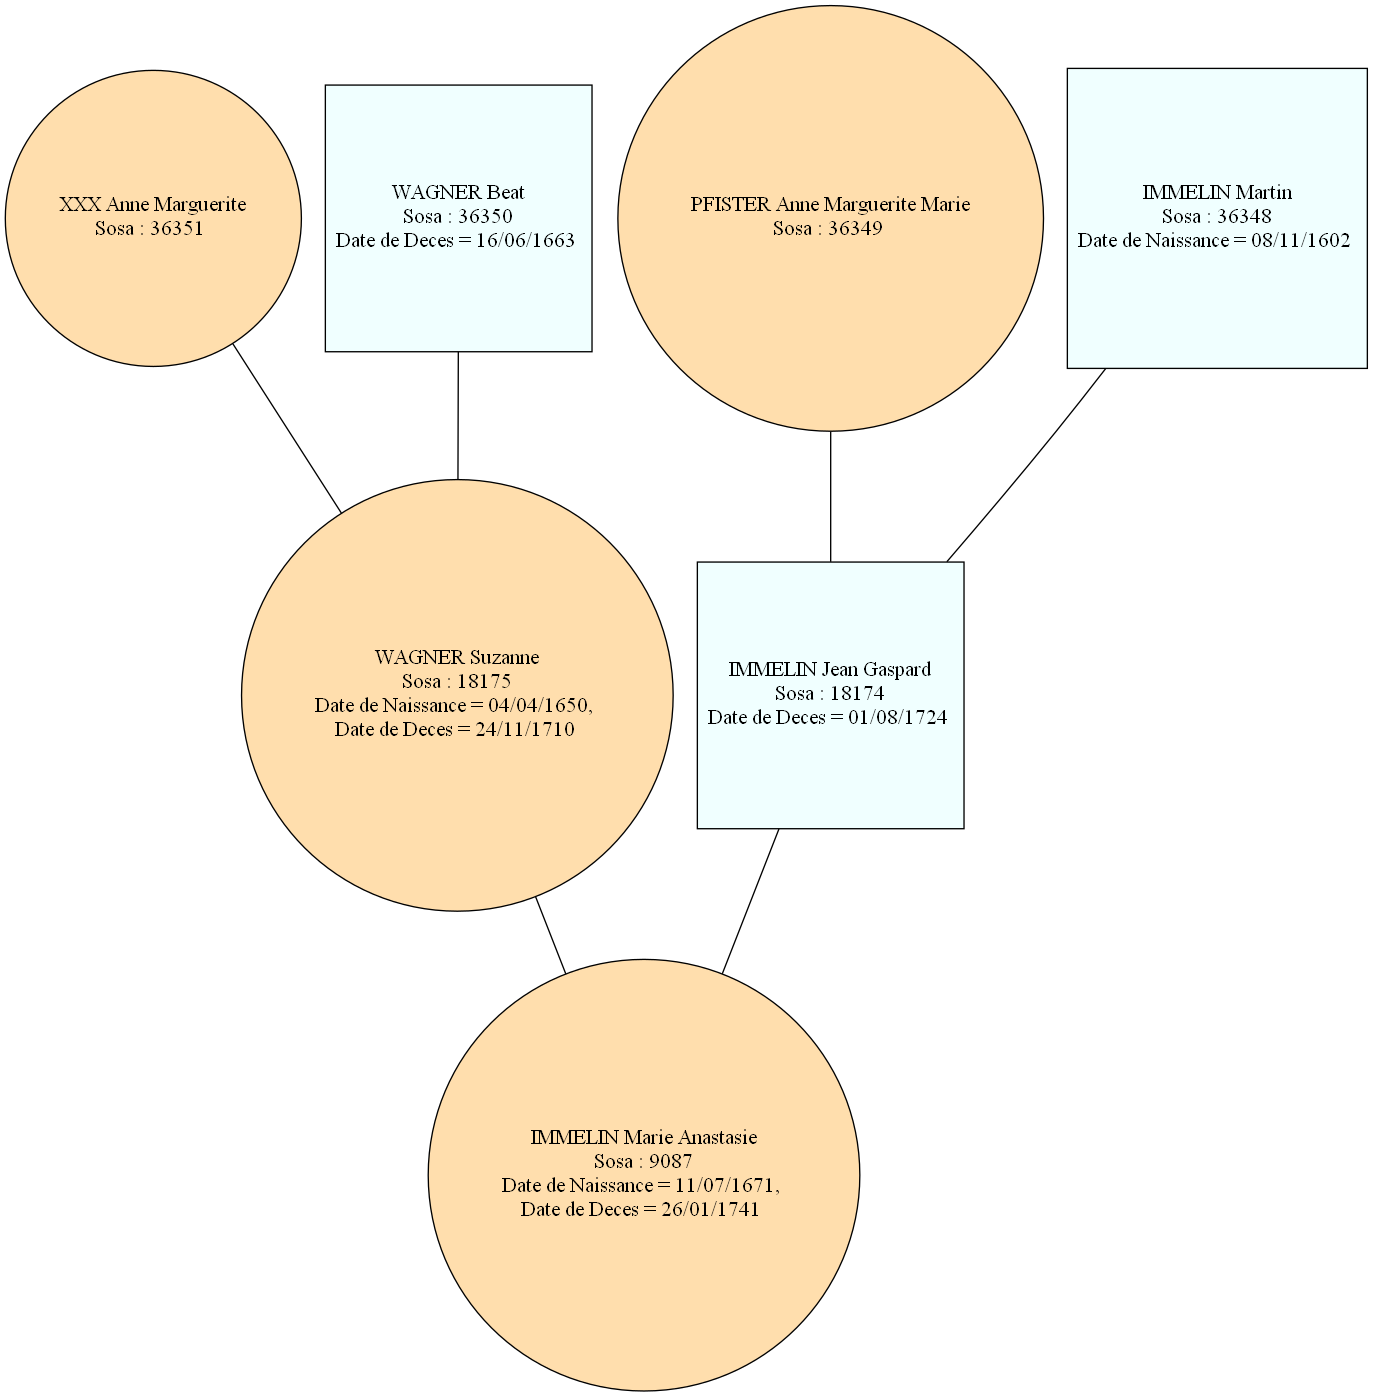 XXX Anne Marguerite
Sosa : 36351
WAGNER Beat
Sosa : 36350
Date de Deces = 16/06/1663
PFISTER Anne Marguerite Marie
Sosa : 36349
IMMELIN Martin
Sosa : 36348
Date de Naissance = 08/11/1602
WAGNER Suzanne
Sosa : 18175
Date de Naissance = 04/04/1650,
Date de Deces = 24/11/1710
IMMELIN Jean Gaspard
Sosa : 18174
Date de Deces = 01/08/1724
IMMELIN Marie Anastasie
Sosa : 9087
Date de Naissance = 11/07/1671,
Date de Deces = 26/01/1741